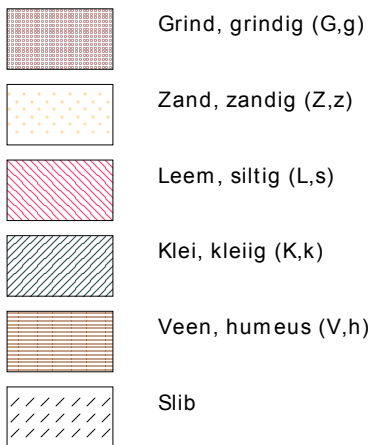 Grind, grindig (G,g)
Zand, zandig (Z,z)
Leem, siltig (L,s)
Klei, kleiig (K,k)
Veen, humeus (V,h)
Slib